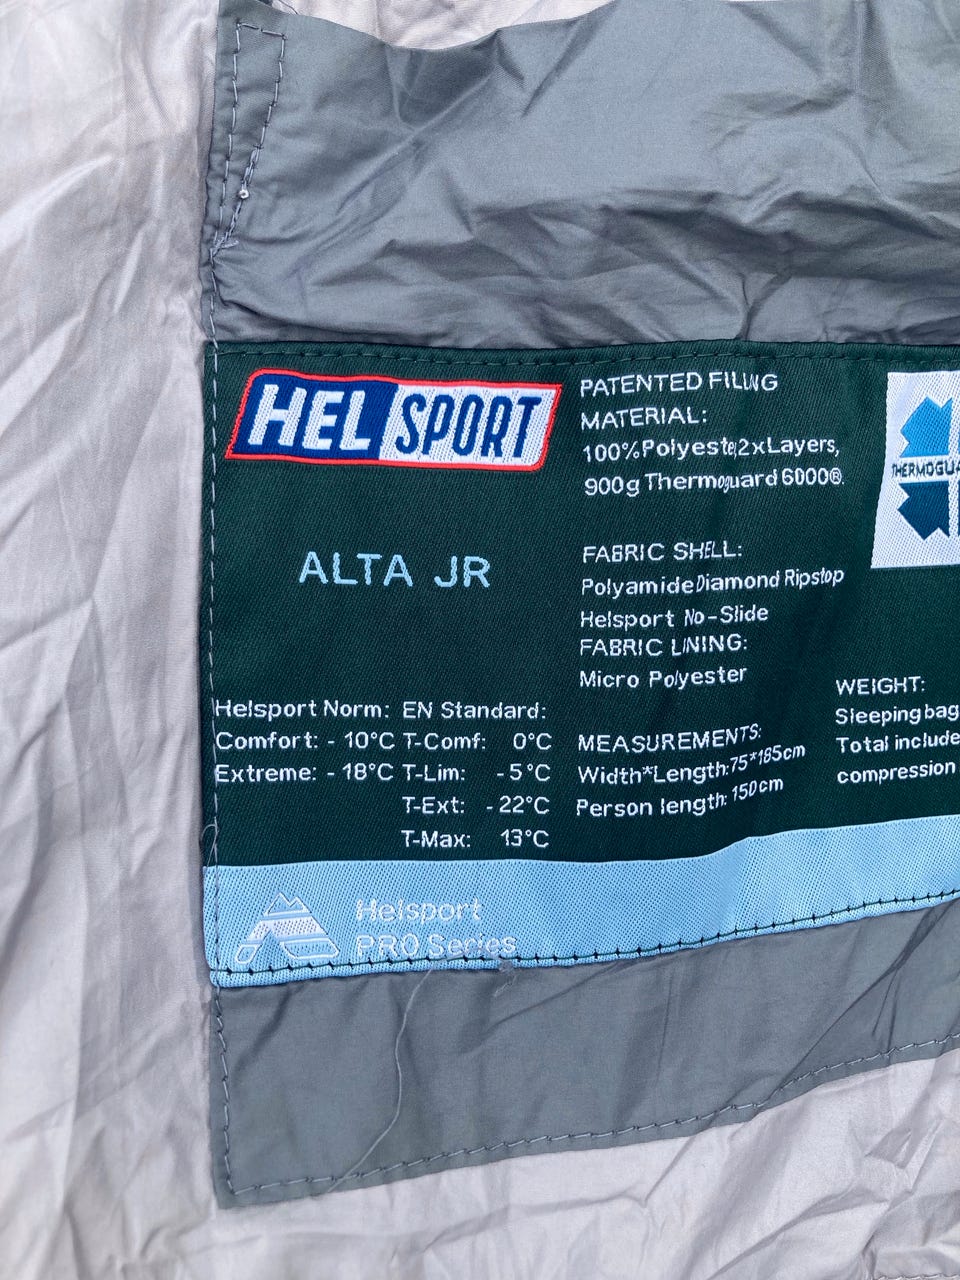 HELSPORT
ALTA JR
Helsport Norm:
Comfort: - 10°C
Extreme: - 18°C
EN Standard:
T-Comf: 0°C
T-Lim: -5°C
T-Ext: -22°C
T-Max: 13°C
PATENTED FILLING
MATERIAL:
100%Polyester,2xLayers,
900g Thermoguard 6000®.
FABRIC SHELL:
Polyamide Diamond Ripstop
Helsport No-Slide
FABRIC LINING:
Micro Polyester
MEASUREMENTS:
Width*Length:75*185cm
Person length: 150cm
THERMOGUA
WEIGHT:
Sleeping bag
Total include
compression
Helsport
PRO Series